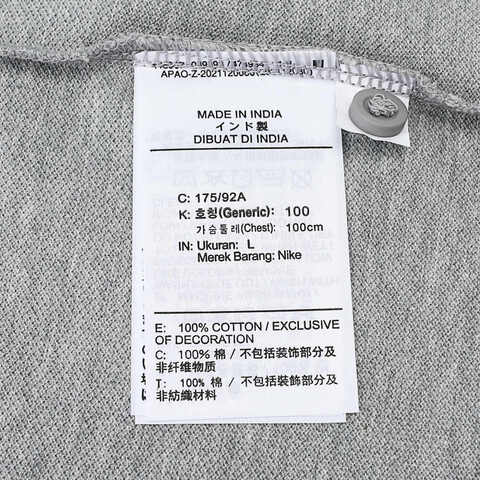 MADE IN INDIA
インド製
DIBUAT DI INDIA
C: 175/92A
K: 호칭(Generic): 100
가슴둘레(Chest): 100cm
IN: Ukuran: L
Merek Barang: Nike
E: 100% COTTON / EXCLUSIVE
OF DECORATION
C: 100% 棉 / 不包括装饰部分及
非纤维物质
T: 100% 棉 / 不包括裝飾部分及
非紡織材料